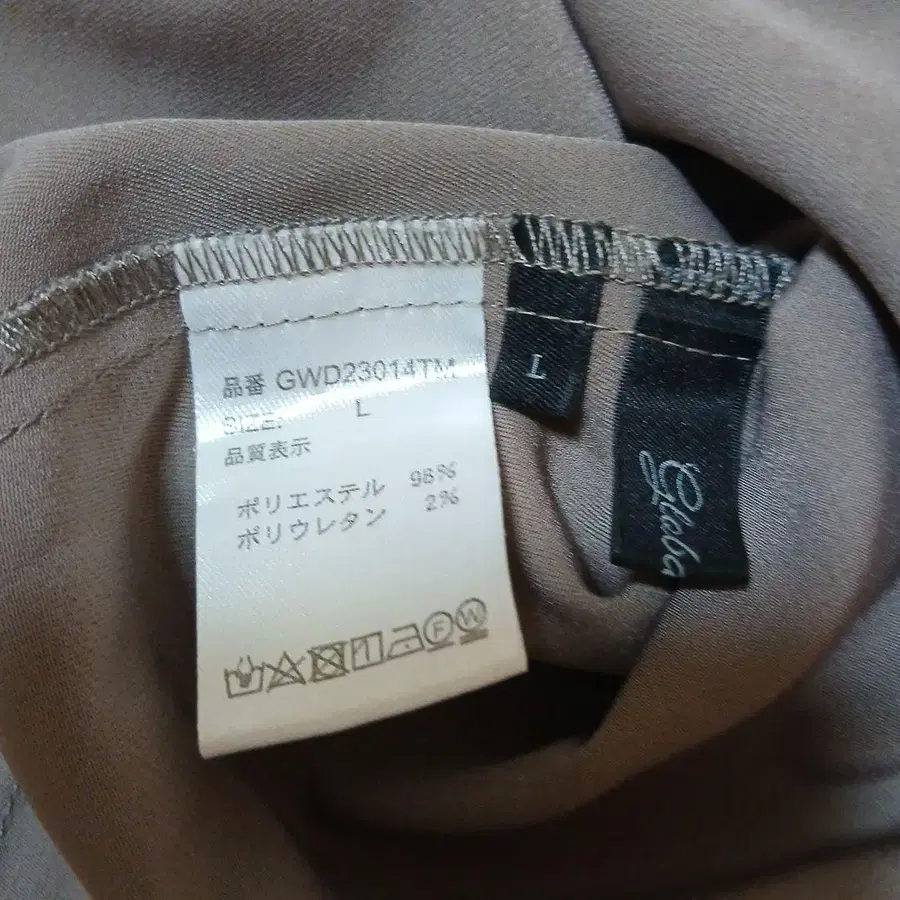 品番 GWD23014TM
SIZE: L
品質表示
ポリエステル 98%
ポリウレタン 2%
F W
L
Globa